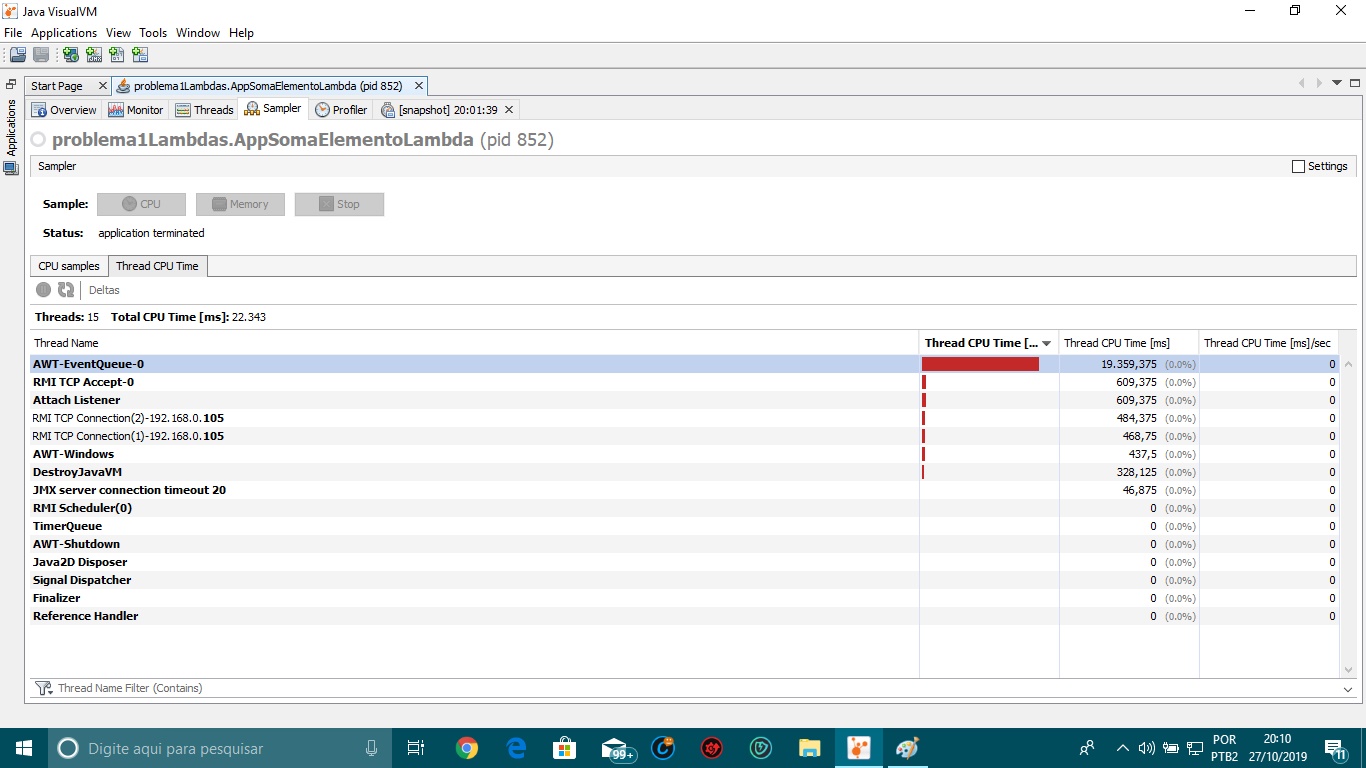 Java VisualVM
File Applications View Tools Window Help
Start Page problema1Lambdas.AppSomaElementoLambda (pid 852)
Applications
Overview Monitor Threads Sampler Profiler [snapshot] 20:01:39
problema1Lambdas.AppSomaElementoLambda (pid 852)
Sampler Settings
Sample: CPU Memory Stop
Status: application terminated
CPU samples Thread CPU Time
Deltas
Threads: 15 Total CPU Time [ms]: 22.343
Thread Name Thread CPU Time [... Thread CPU Time [ms] Thread CPU Time [ms]/sec
AWT-EventQueue-0 19.359,375 (0.0%) 0
RMI TCP Accept-0 609,375 (0.0%) 0
Attach Listener 609,375 (0.0%) 0
RMI TCP Connection(2)-192.168.0.105 484,375 (0.0%) 0
RMI TCP Connection(1)-192.168.0.105 468,75 (0.0%) 0
AWT-Windows 437,5 (0.0%) 0
DestroyJavaVM 328,125 (0.0%) 0
JMX server connection timeout 20 46,875 (0.0%) 0
RMI Scheduler(0) 0 (0.0%) 0
TimerQueue 0 (0.0%) 0
AWT-Shutdown 0 (0.0%) 0
Java2D Disposer 0 (0.0%) 0
Signal Dispatcher 0 (0.0%) 0
Finalizer 0 (0.0%) 0
Reference Handler 0 (0.0%) 0
Thread Name Filter (Contains)
Digite aqui para pesquisar 99+ POR 20:10
PTB2 27/10/2019 11